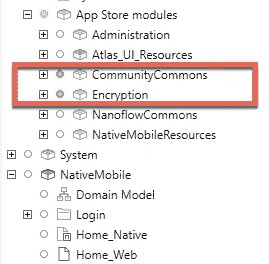 App Store modules
Administration
Atlas_UI_Resources
CommunityCommons
Encryption
NanoflowCommons
NativeMobileResources
System
NativeMobile
Domain Model
Login
Home_Native
Home_Web